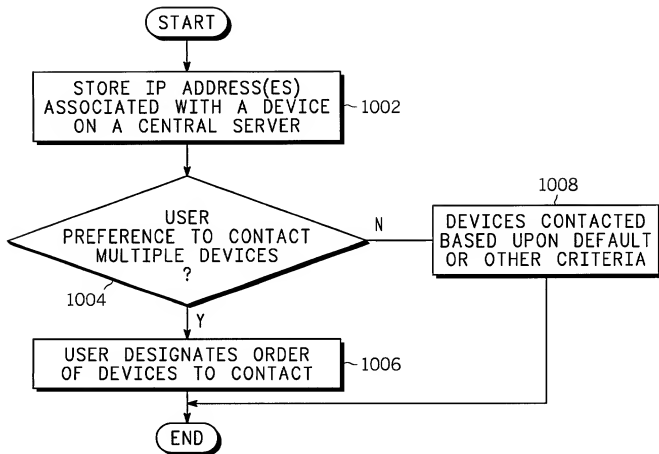 START
STORE IP ADDRESS(ES)
ASSOCIATED WITH A DEVICE
ON A CENTRAL SERVER
1002
USER
PREFERENCE TO CONTACT
MULTIPLE DEVICES
?
1004
N
1008
DEVICES CONTACTED
BASED UPON DEFAULT
OR OTHER CRITERIA
Y
USER DESIGNATES ORDER
OF DEVICES TO CONTACT
1006
END